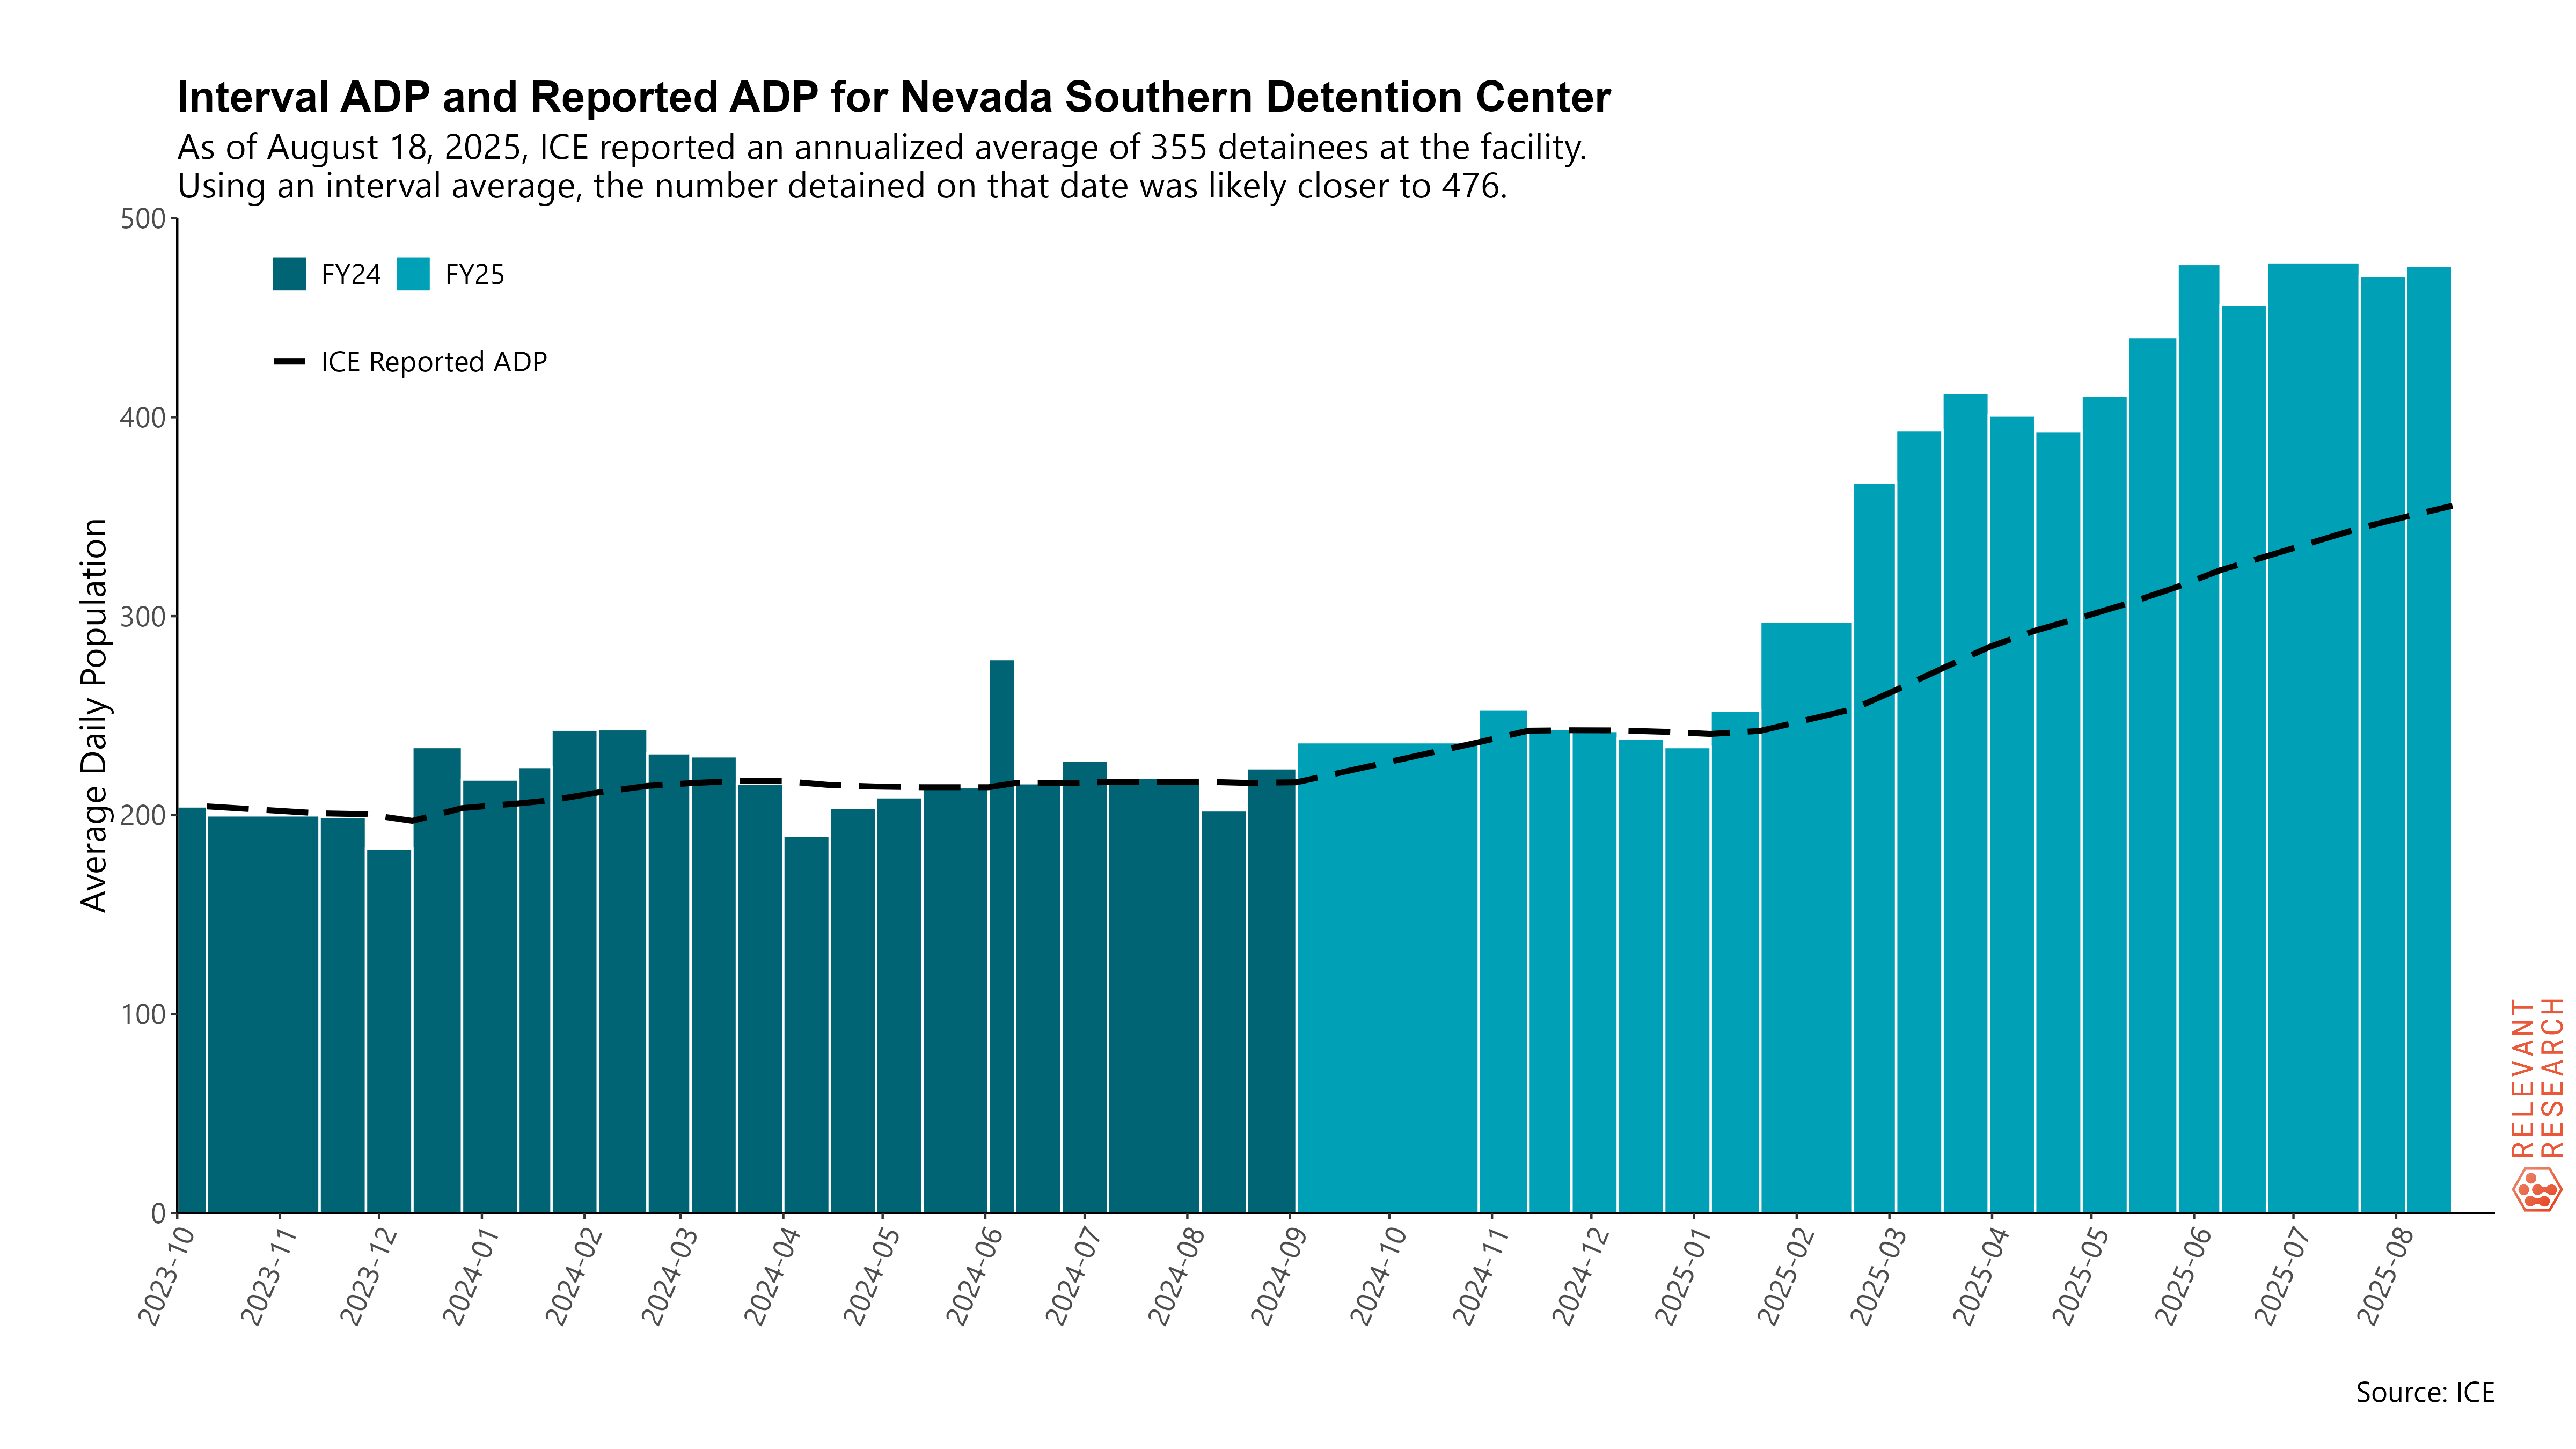 Interval ADP and Reported ADP for Nevada Southern Detention Center
As of August 18, 2025, ICE reported an annualized average of 355 detainees at the facility.
Using an interval average, the number detained on that date was likely closer to 476.
FY24
FY25
ICE Reported ADP
Average Daily Population
500
400
300
200
100
0
2023-10
2023-11
2023-12
2024-01
2024-02
2024-03
2024-04
2024-05
2024-06
2024-07
2024-08
2024-09
2024-10
2024-11
2024-12
2025-01
2025-02
2025-03
2025-04
2025-05
2025-06
2025-07
2025-08
RELEVANT
RESEARCH
Source: ICE